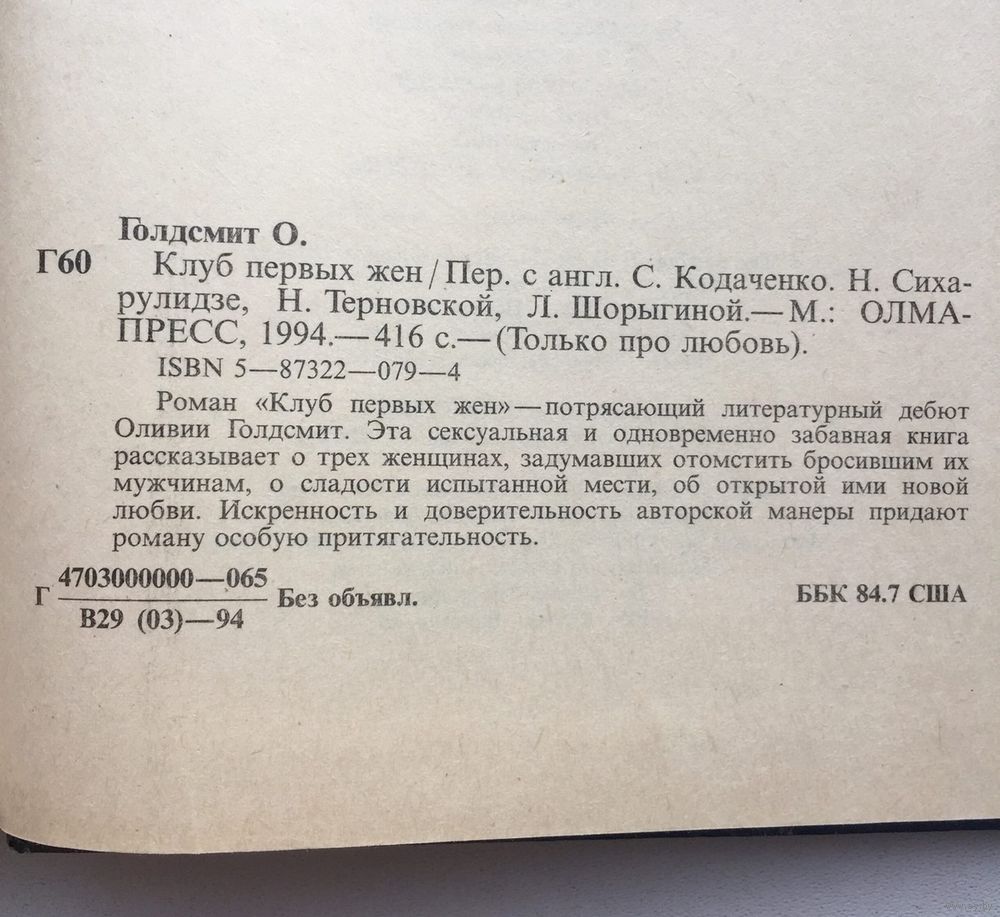 Голдсмит О.
Г60 Клуб первых жен / Пер. с англ. С. Кодаченко. Н. Сиха-
рулидзе, Н. Терновской, Л. Шорыгиной.— М.: ОЛМА-
ПРЕСС, 1994.— 416 с.— (Только про любовь).
ISBN 5—87322—079—4
Роман «Клуб первых жен» — потрясающий литературный дебют
Оливии Голдсмит. Эта сексуальная и одновременно забавная книга
рассказывает о трех женщинах, задумавших отомстить бросившим их
мужчинам, о сладости испытанной мести, об открытой ими новой
любви. Искренность и доверительность авторской манеры придают
роману особую притягательность.
4703000000—065
Г Без объявл. ББК 84.7 США
В29 (03)—94